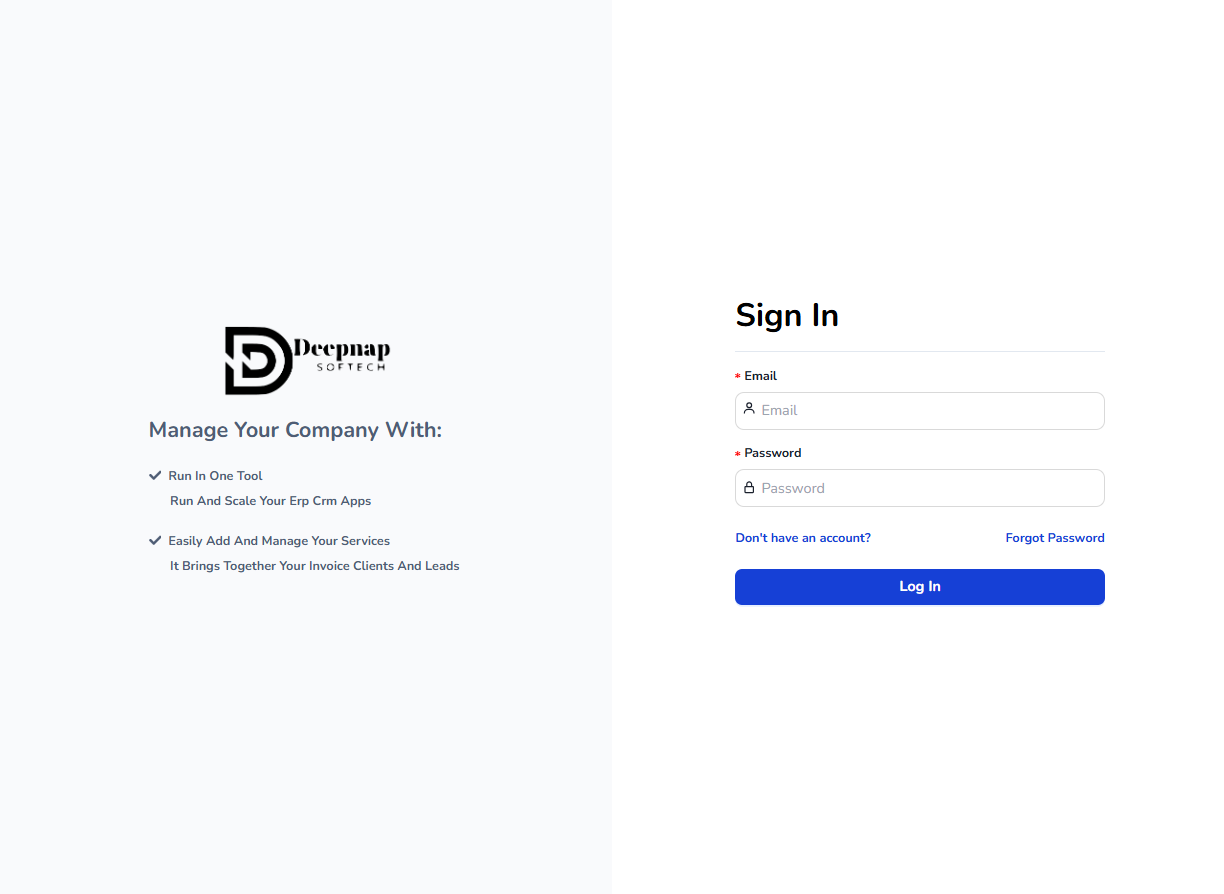 Deepnap
SOFTECH
Manage Your Company With:
Run In One Tool
Run And Scale Your Erp Crm Apps
Easily Add And Manage Your Services
It Brings Together Your Invoice Clients And Leads
Sign In
* Email
Email
* Password
Password
Don't have an account? Forgot Password
Log In